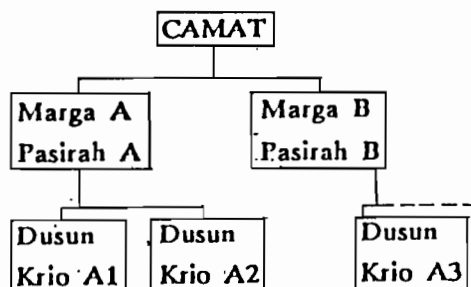 CAMAT
Marga A
Pasirah A
Marga B
Pasirah B
Dusun
Krio A1
Dusun
Krio A2
Dusun
Krio A3